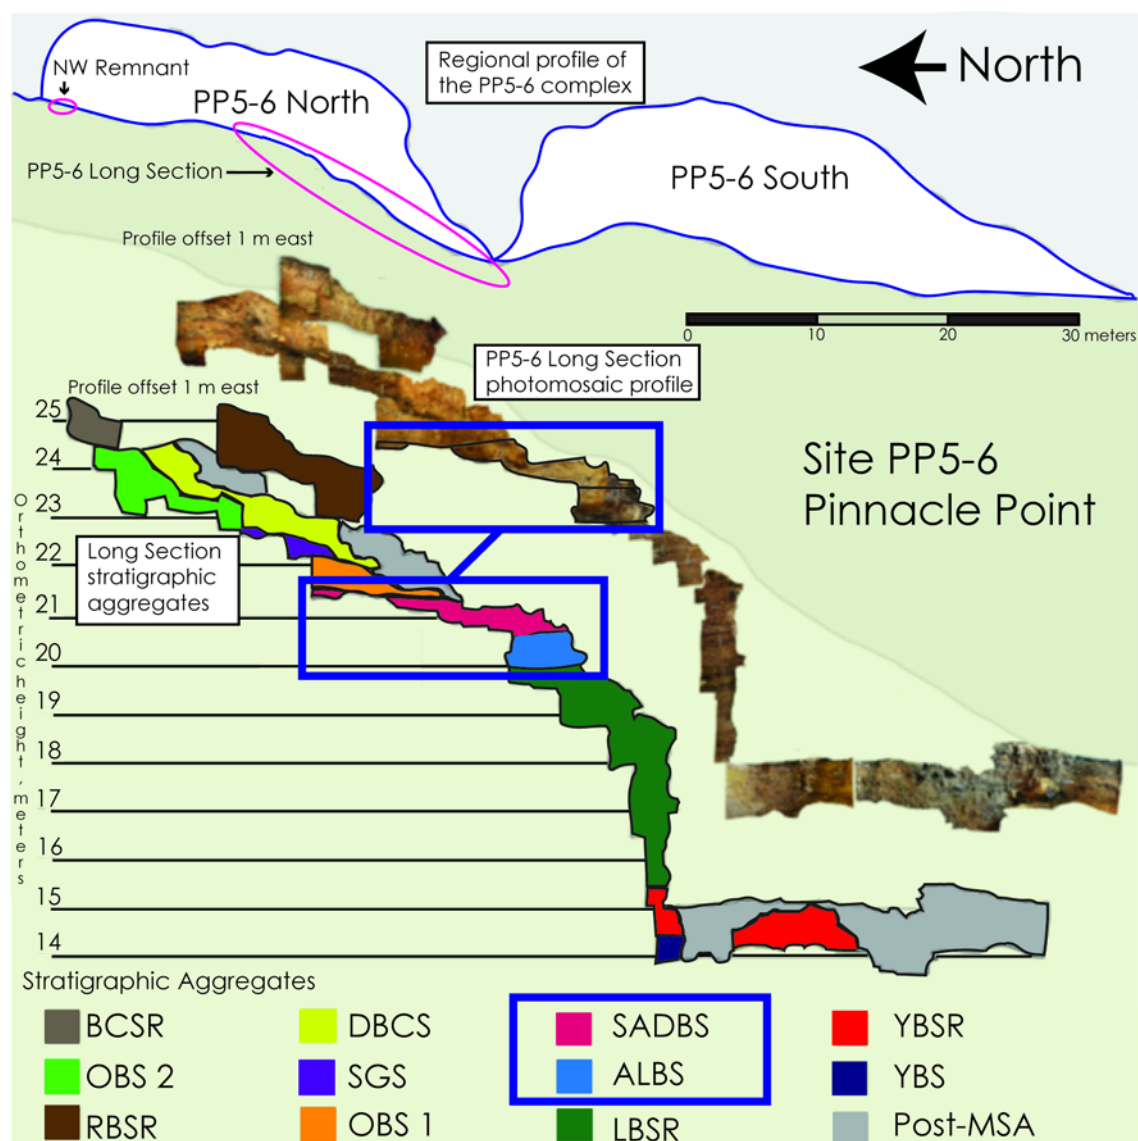 NW Remnant
PP5-6 North
Regional profile of
the PP5-6 complex
North
PP5-6 Long Section
PP5-6 South
Profile offset 1 m east
0 10 20 30 meters
PP5-6 Long Section
photomosaic profile
Profile offset 1 m east
Site PP5-6
Pinnacle Point
25
24
23
22
21
20
19
18
17
16
15
14
Orthometric height, meters
Long Section
stratigraphic
aggregates
Stratigraphic Aggregates
BCSR
OBS 2
RBSR
DBCS
SGS
OBS 1
SADBS
ALBS
LBSR
YBSR
YBS
Post-MSA